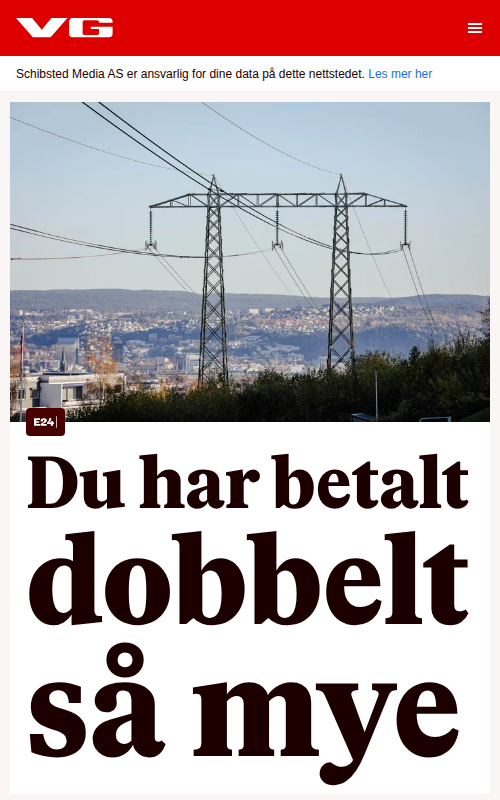 VG
Schibsted Media AS er ansvarlig for dine data på dette nettstedet. Les mer her
E24
Du har betalt
dobbelt
så mye